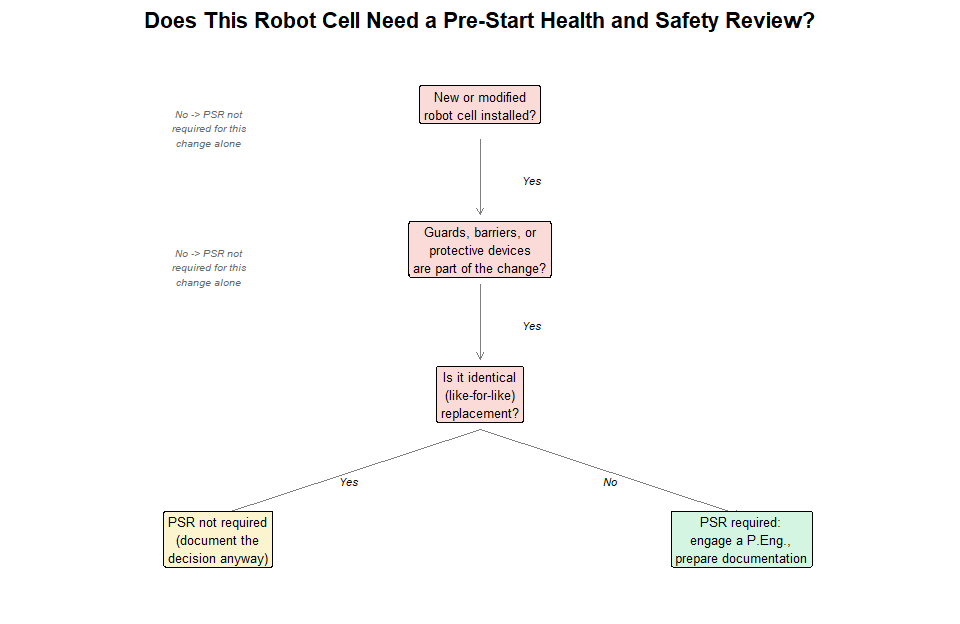 Does This Robot Cell Need a Pre-Start Health and Safety Review?
New or modified
robot cell installed?
No -> PSR not
required for this
change alone
Yes
Guards, barriers, or
protective devices
are part of the change?
No -> PSR not
required for this
change alone
Yes
Is it identical
(like-for-like)
replacement?
Yes
No
PSR not required
(document the
decision anyway)
PSR required:
engage a P.Eng.,
prepare documentation